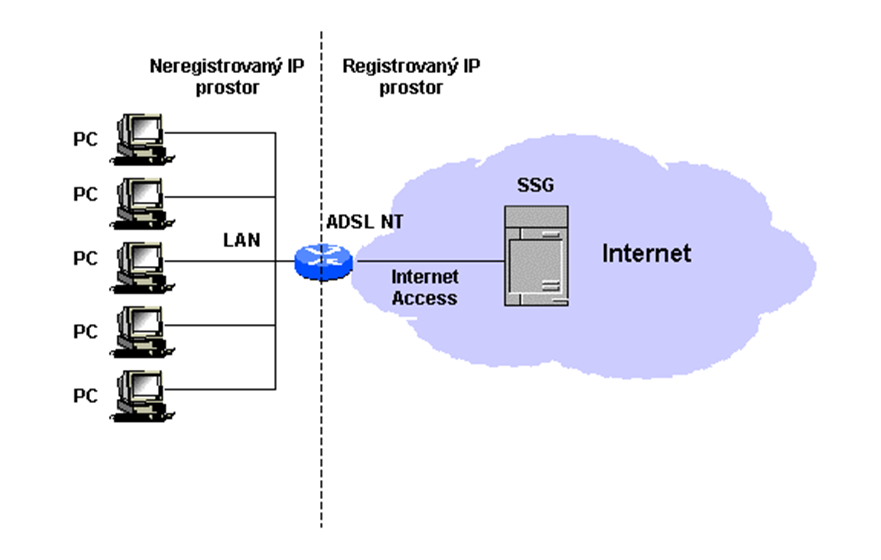 Neregistrovaný IP
prostor
Registrovaný IP
prostor
PC
PC
PC
PC
PC
LAN
ADSL NT
Internet
Access
SSG
Internet